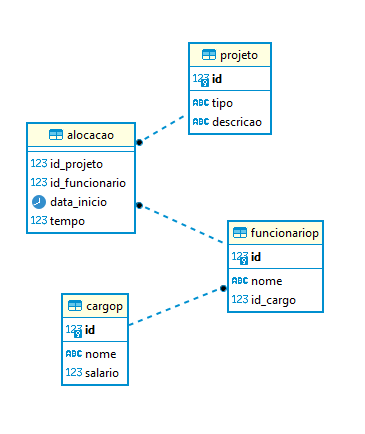 projeto
123 id
ABC tipo
ABC descricao
alocacao
123 id_projeto
123 id_funcionario
data_inicio
123 tempo
funcionariop
123 id
ABC nome
123 id_cargo
cargop
123 id
ABC nome
123 salario